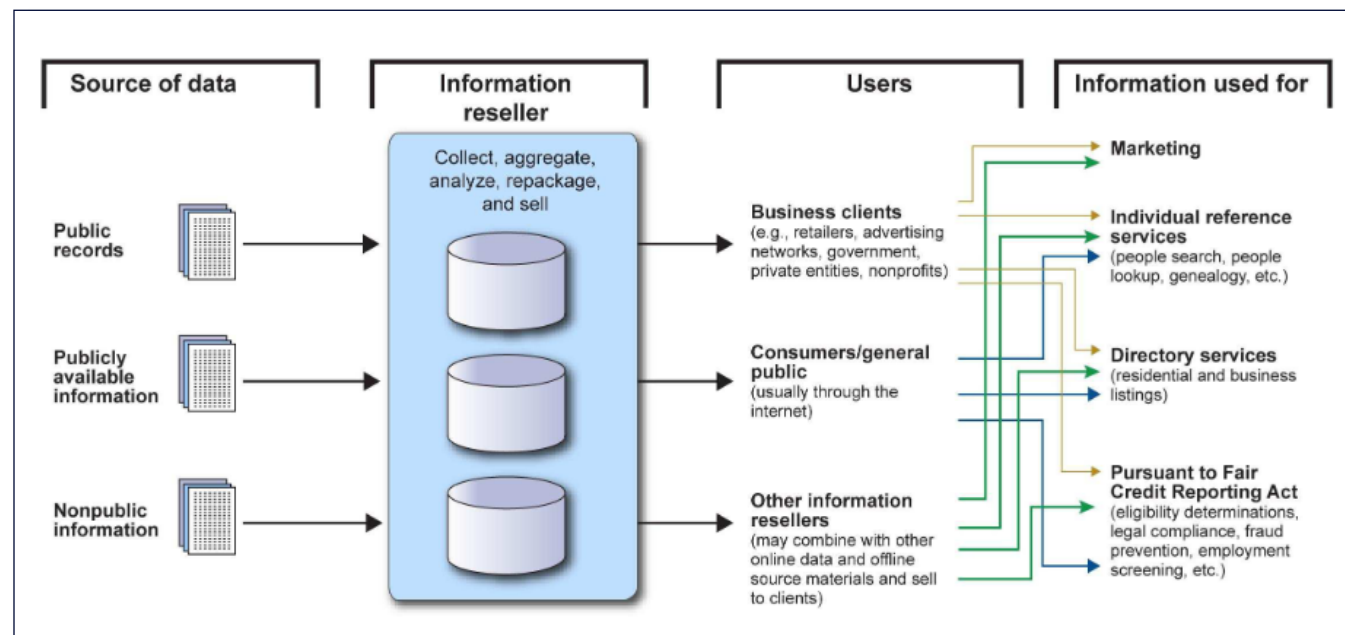 Source of data
Information
reseller
Users
Information used for
Collect, aggregate,
analyze, repackage,
and sell
Public
records
Publicly
available
information
Nonpublic
information
Business clients
(e.g., retailers, advertising
networks, government,
private entities, nonprofits)
Consumers/general
public
(usually through the
internet)
Other information
resellers
(may combine with other
online data and offline
source materials and sell
to clients)
Marketing
Individual reference
services
(people search, people
lookup, genealogy, etc.)
Directory services
(residential and business
listings)
Pursuant to Fair
Credit Reporting Act
(eligibility determinations,
legal compliance, fraud
prevention, employment
screening, etc.)